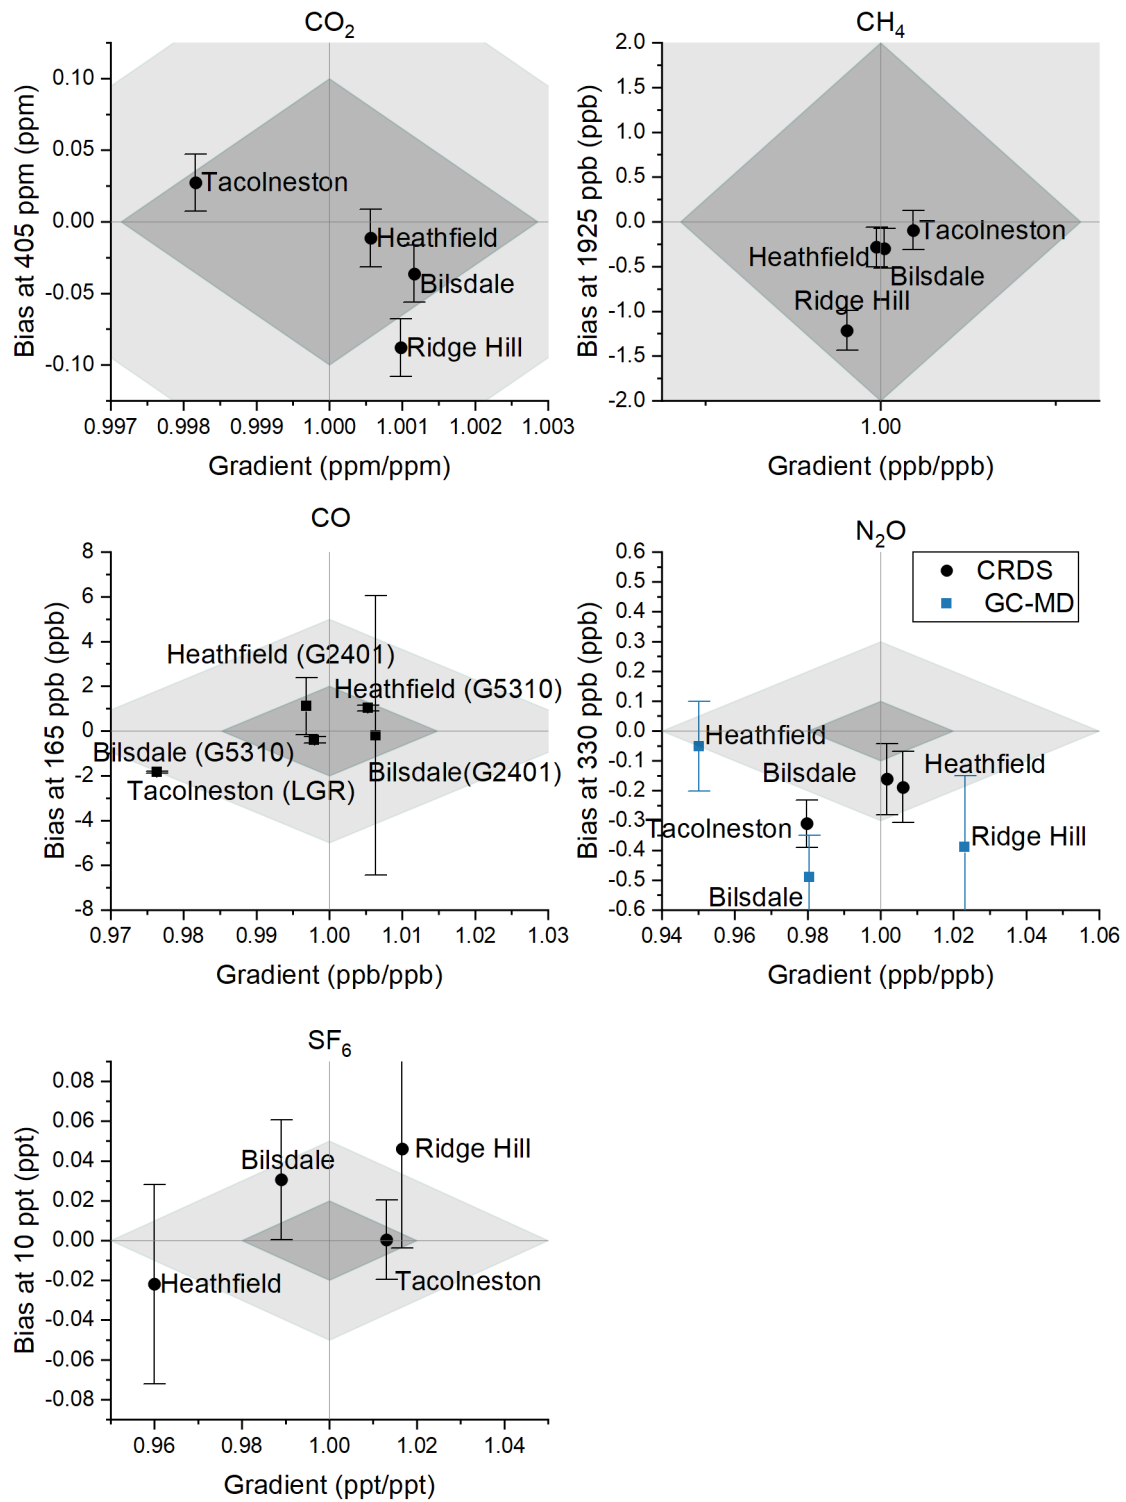 CO2
0.10
0.05
0.00
-0.05
-0.10
Bias at 405 ppm (ppm)
Tacolneston
Heathfield
Bilsdale
Ridge Hill
0.997 0.998 0.999 1.000 1.001 1.002 1.003
Gradient (ppm/ppm)
CH4
2.0
1.5
1.0
0.5
0.0
-0.5
-1.0
-1.5
-2.0
Bias at 1925 ppb (ppb)
Tacolneston
Heathfield
Bilsdale
Ridge Hill
1.00
Gradient (ppb/ppb)
CO
8
6
4
2
0
-2
-4
-6
-8
Bias at 165 ppb (ppb)
Heathfield (G2401)
Heathfield (G5310)
Bilsdale (G5310)
Bilsdale(G2401)
Tacolneston (LGR)
0.97 0.98 0.99 1.00 1.01 1.02 1.03
Gradient (ppb/ppb)
N2O
CRDS
GC-MD
0.6
0.5
0.4
0.3
0.2
0.1
0.0
-0.1
-0.2
-0.3
-0.4
-0.5
-0.6
Bias at 330 ppb (ppb)
Heathfield
Bilsdale
Heathfield
Tacolneston
Ridge Hill
Bilsdale
0.94 0.96 0.98 1.00 1.02 1.04 1.06
Gradient (ppb/ppb)
SF6
0.08
0.06
0.04
0.02
0.00
-0.02
-0.04
-0.06
-0.08
Bias at 10 ppt (ppt)
Ridge Hill
Bilsdale
Tacolneston
Heathfield
0.96 0.98 1.00 1.02 1.04
Gradient (ppt/ppt)